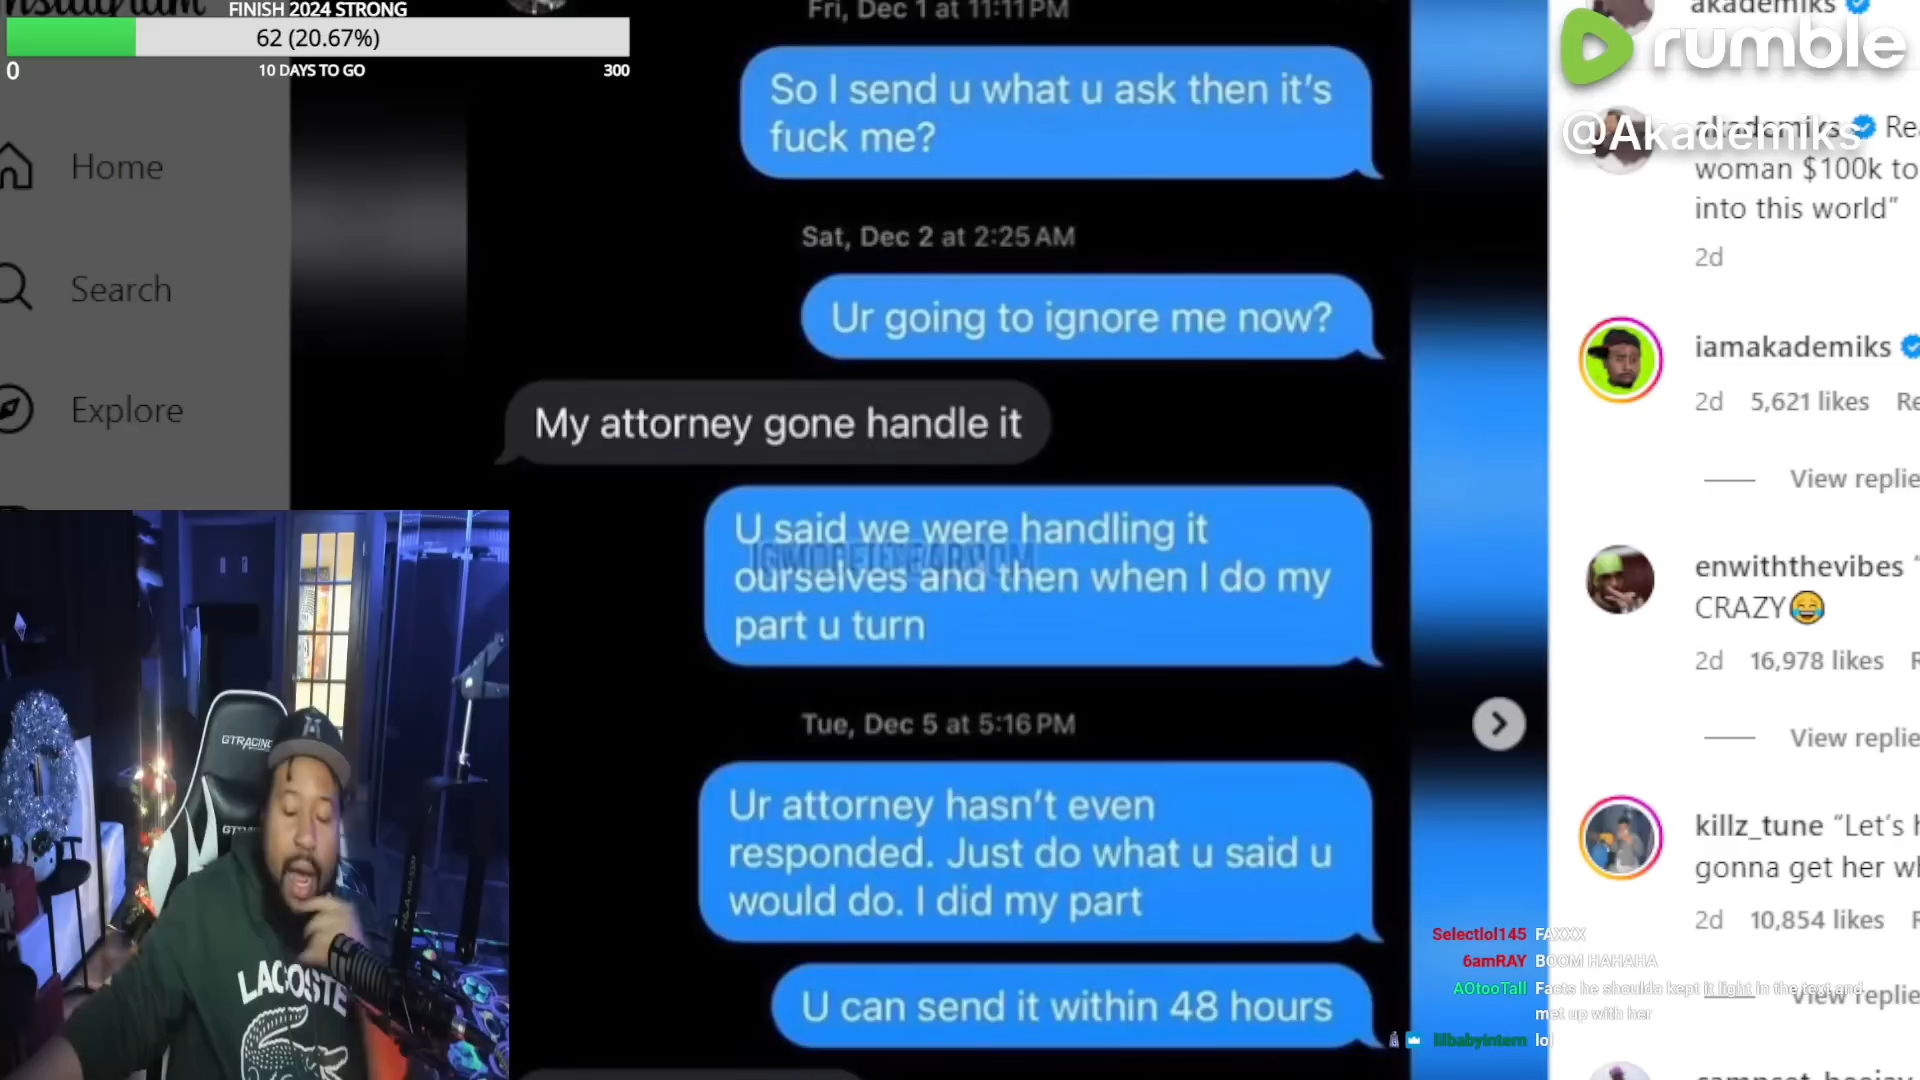 Instagram
FINISH 2024 STRONG
62 (20.67%)
0
10 DAYS TO GO
300
Home
Search
Explore
Fri, Dec 1 at 11:11 PM
So I send u what u ask then it's
fuck me?
Sat, Dec 2 at 2:25 AM
Ur going to ignore me now?
My attorney gone handle it
U said we were handling it
ourselves and then when I do my
part u turn
Tue, Dec 5 at 5:16 PM
Ur attorney hasn't even
responded. Just do what u said u
would do. I did my part
U can send it within 48 hours
akademiks
rumble
@Akademiks
akademiks
woman $100k to
into this world"
2d
iamakademiks
2d 5,621 likes
View replie
enwiththevibes "
CRAZY😂
2d 16,978 likes
View replie
killz_tune "Let's h
gonna get her wh
2d 10,854 likes
View replie
Selectlol145 FAXXX
6amRAY BOOM HAHAHA
AOtooTall Facts he shoulda kept it light in the text and
met up with her
lilbabyintern lol
GTRACING
LACOSTE